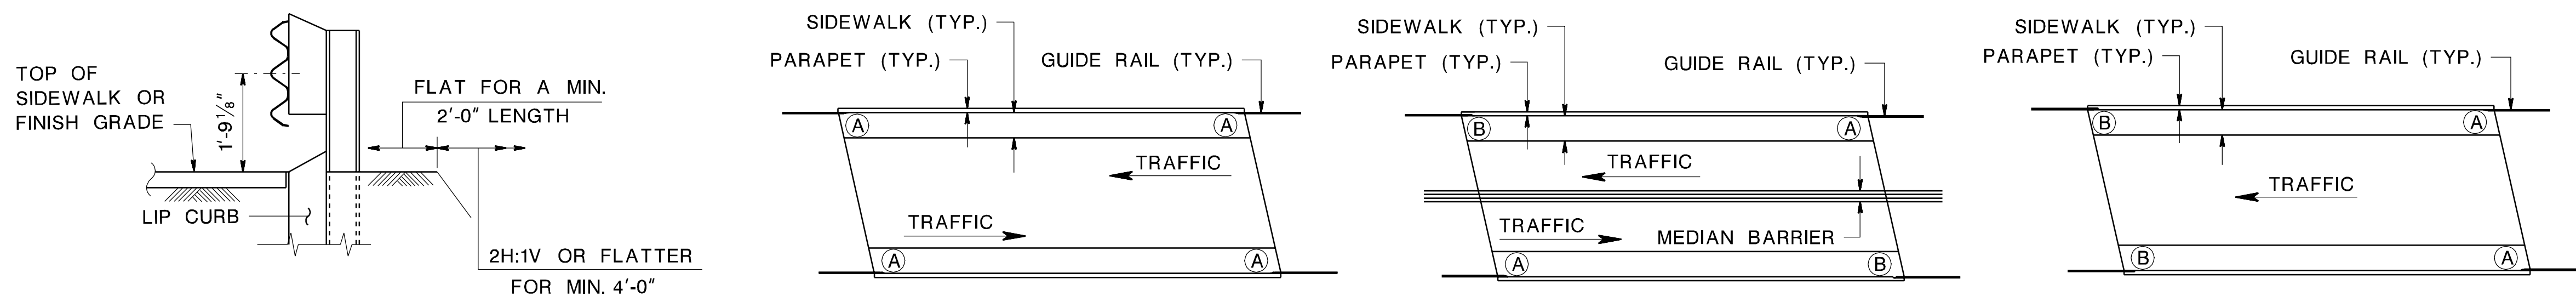 TOP OF
SIDEWALK OR
FINISH GRADE
1'-9 1/8"
FLAT FOR A MIN.
2'-0" LENGTH
LIP CURB
2H:1V OR FLATTER
FOR MIN. 4'-0"
SIDEWALK (TYP.)
PARAPET (TYP.)
GUIDE RAIL (TYP.)
A
A
TRAFFIC
TRAFFIC
A
A
SIDEWALK (TYP.)
PARAPET (TYP.)
GUIDE RAIL (TYP.)
B
A
TRAFFIC
TRAFFIC
MEDIAN BARRIER
A
B
SIDEWALK (TYP.)
PARAPET (TYP.)
GUIDE RAIL (TYP.)
B
A
TRAFFIC
B
A